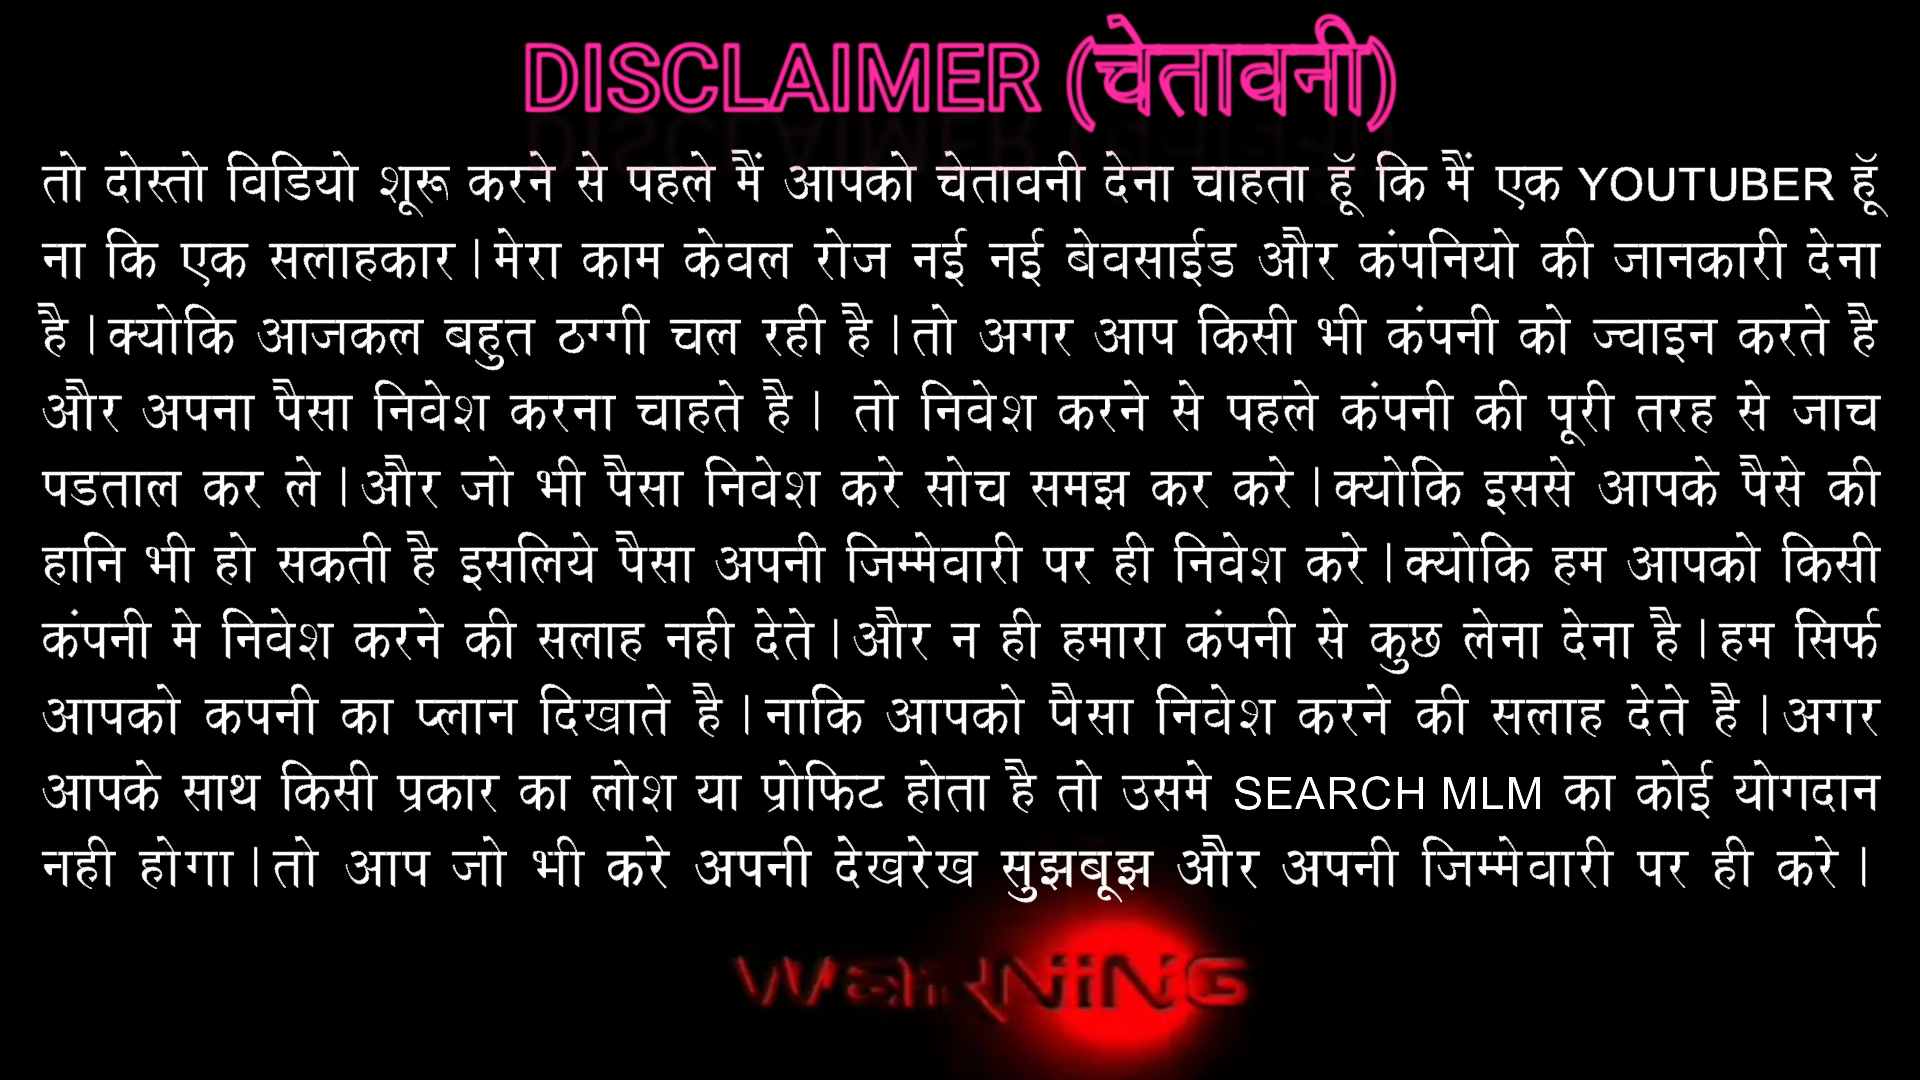 DISCLAIMER (चेतावनी)
तो दोस्तो विडियो शूरू करने से पहले मैं आपको चेतावनी देना चाहता हूॅ कि मैं एक YOUTUBER हूॅ
ना कि एक सलाहकार।मेरा काम केवल रोज नई नई बेवसाईड और कंपनियो की जानकारी देना
है।क्योकि आजकल बहुत ठग्गी चल रही है।तो अगर आप किसी भी कंपनी को ज्वाइन करते है
और अपना पैसा निवेश करना चाहते है। तो निवेश करने से पहले कंपनी की पूरी तरह से जाच
पडताल कर ले।और जो भी पैसा निवेश करे सोच समझ कर करे।क्योकि इससे आपके पैसे की
हानि भी हो सकती है इसलिये पैसा अपनी जिम्मेवारी पर ही निवेश करे।क्योकि हम आपको किसी
कंपनी मे निवेश करने की सलाह नही देते।और न ही हमारा कंपनी से कुछ लेना देना है।हम सिर्फ
आपको कपनी का प्लान दिखाते है।नाकि आपको पैसा निवेश करने की सलाह देते है।अगर
आपके साथ किसी प्रकार का लोश या प्रोफिट होता है तो उसमे SEARCH MLM का कोई योगदान
नही होगा।तो आप जो भी करे अपनी देखरेख सुझबूझ और अपनी जिम्मेवारी पर ही करे।
WaRNiNG